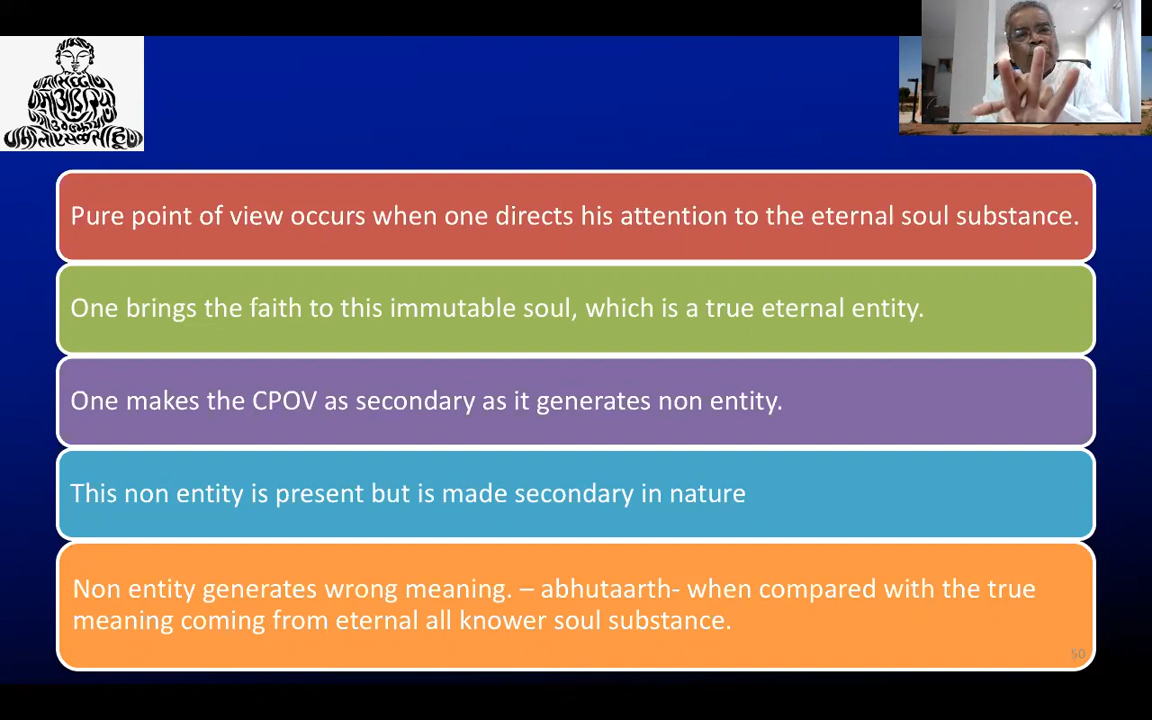 Pure point of view occurs when one directs his attention to the eternal soul substance.
One brings the faith to this immutable soul, which is a true eternal entity.
One makes the CPOV as secondary as it generates non entity.
This non entity is present but is made secondary in nature
Non entity generates wrong meaning. – abhutaarth- when compared with the true
meaning coming from eternal all knower soul substance.
50